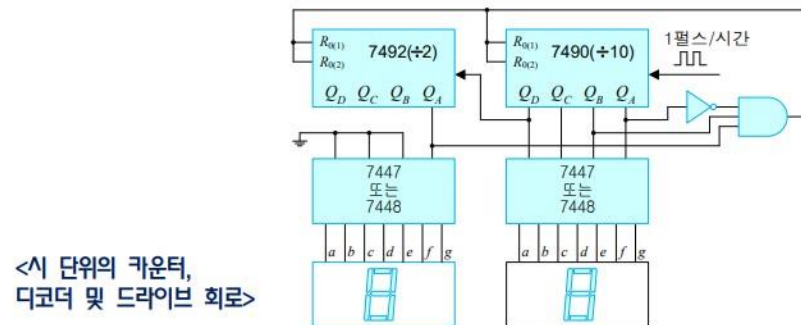 R0(1)
R0(2)
7492(÷2)
QD QC QB QA
R0(1)
R0(2)
7490(÷10)
QD QC QB QA
1펄스/시간
7447
또는
7448
7447
또는
7448
a b c d e f g
a b c d e f g
<시 단위의 카운터,
디코더 및 드라이브 회로>